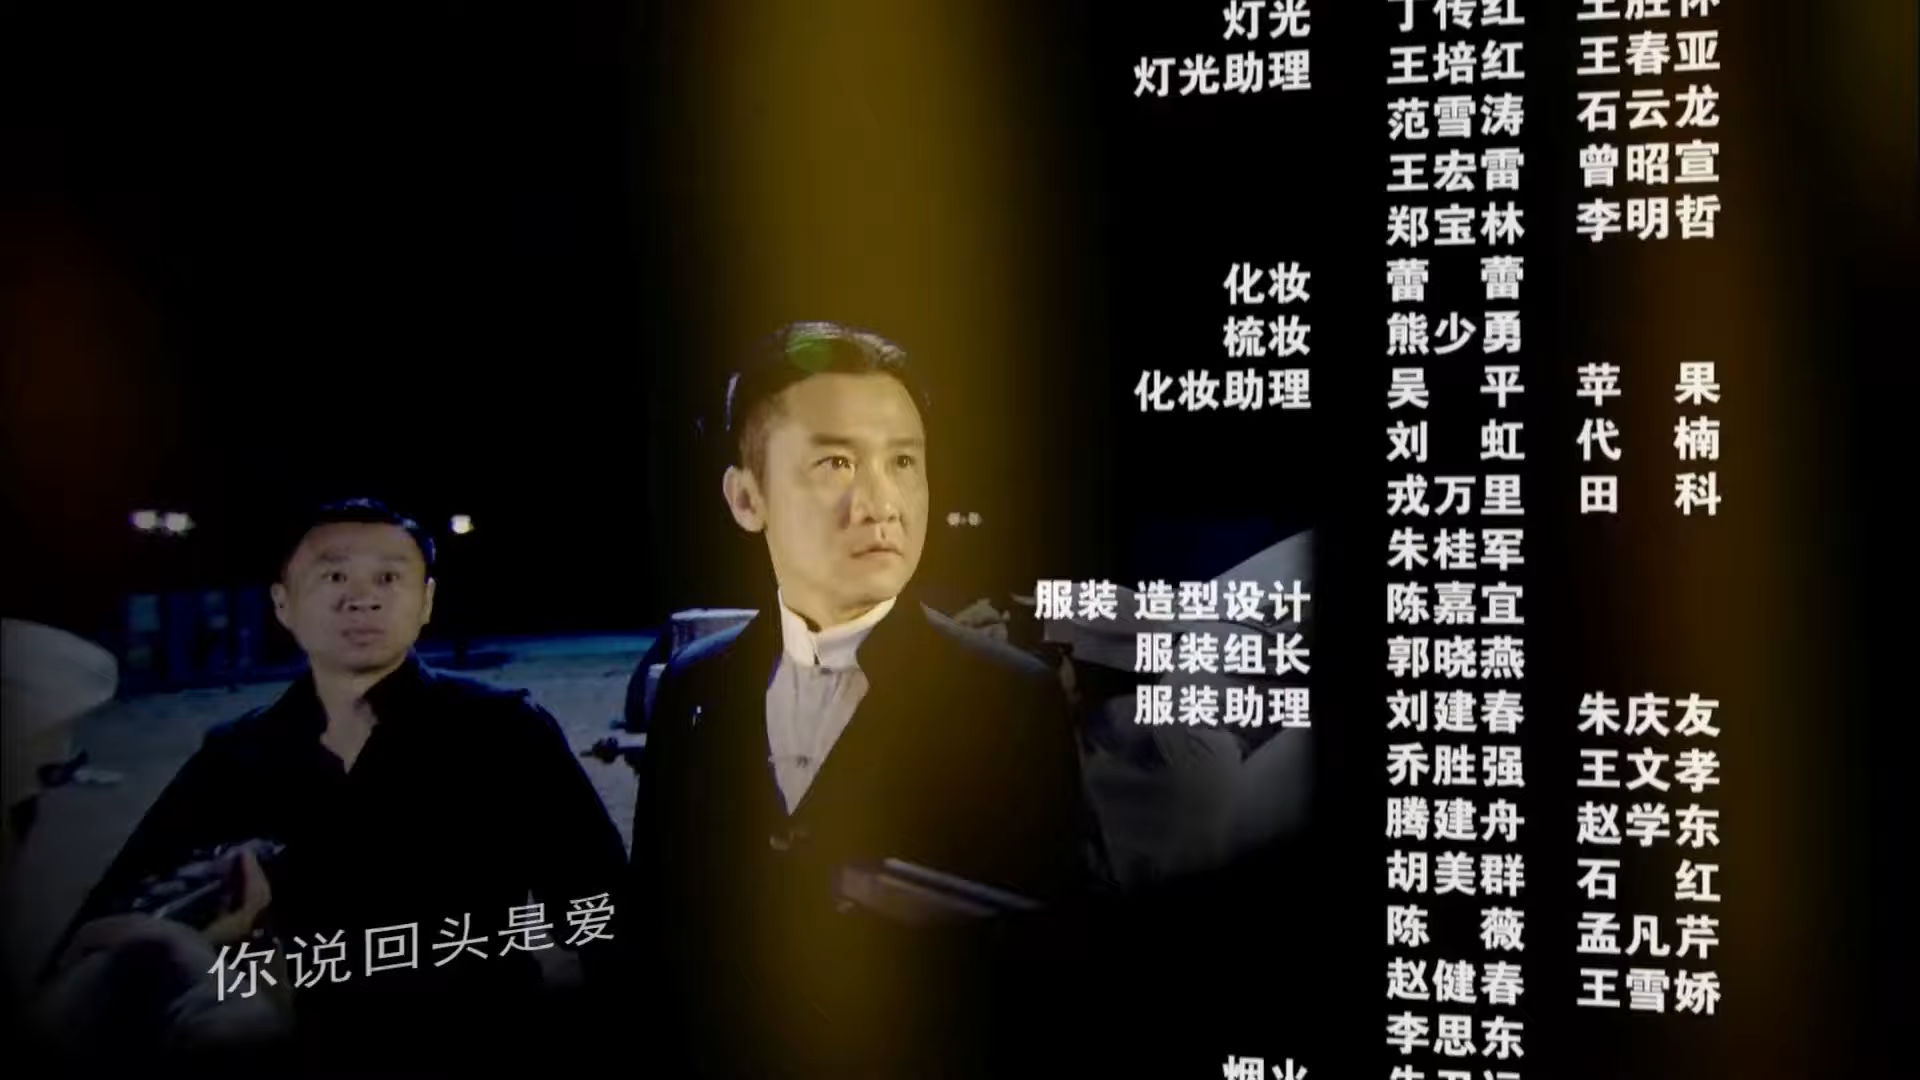 灯光 丁传红
灯光助理 王培红 王春亚
范雪涛 石云龙
王宏雷 曾昭宣
郑宝林 李明哲
化妆 蕾 蕾
梳妆 熊少勇
化妆助理 吴 平 苹 果
刘 虹 代 楠
戎万里 田 科
朱桂军
服装 造型设计 陈嘉宜
服装组长 郭晓燕
服装助理 刘建春 朱庆友
乔胜强 王文孝
腾建舟 赵学东
胡美群 石 红
陈 薇 孟凡芹
赵健春 王雪娇
李思东
你说回头是爱